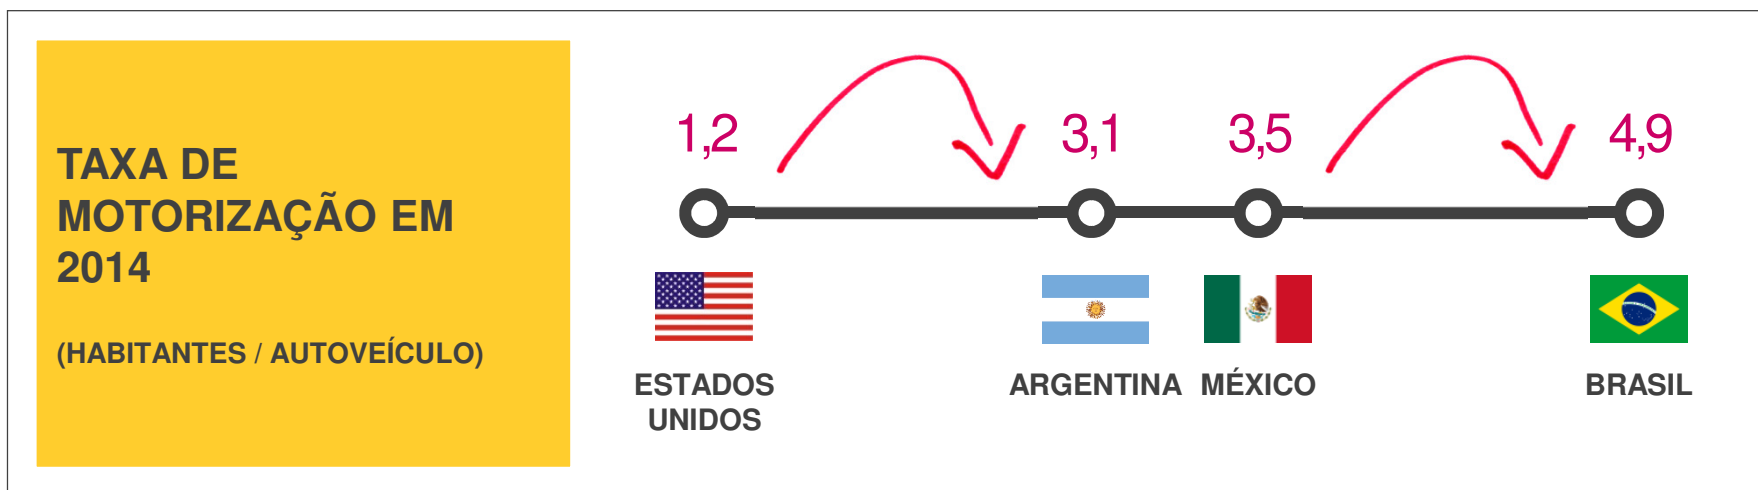 TAXA DE
MOTORIZAÇÃO EM
2014
(HABITANTES / AUTOVEÍCULO)
1,2
3,1
3,5
4,9
ESTADOS
UNIDOS
ARGENTINA
MÉXICO
BRASIL